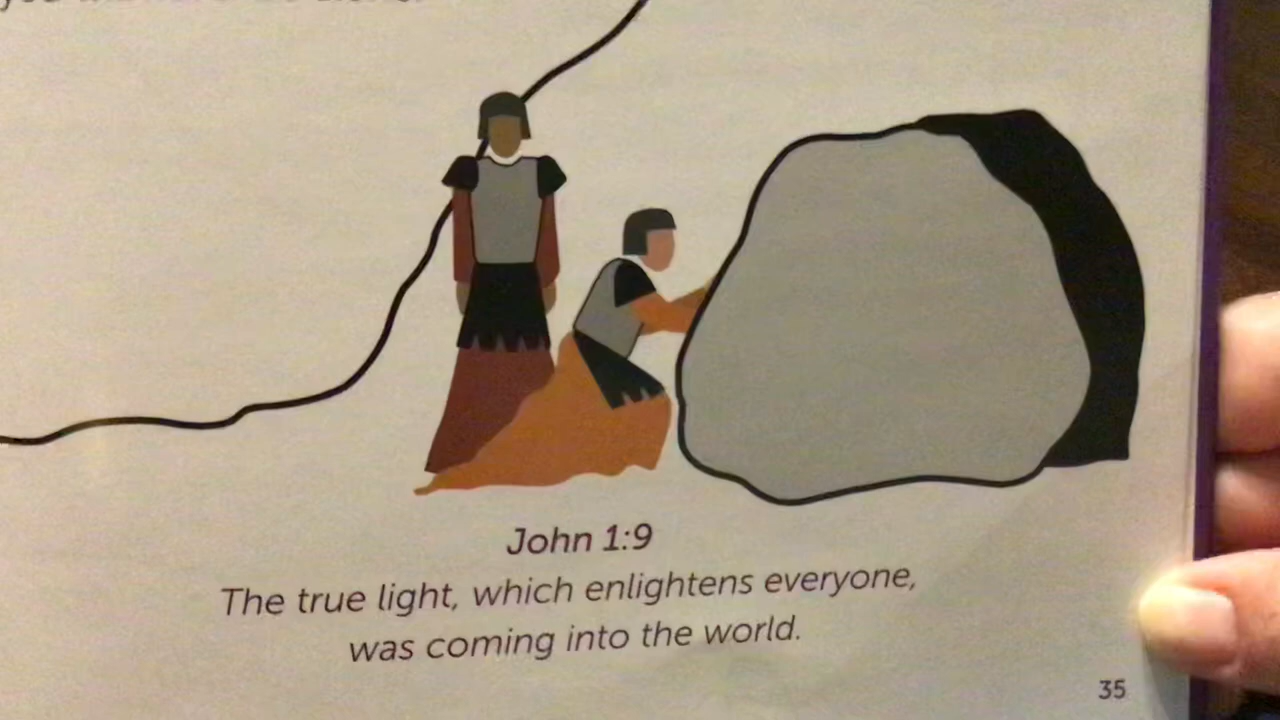 John 1:9
The true light, which enlightens everyone,
was coming into the world.
35